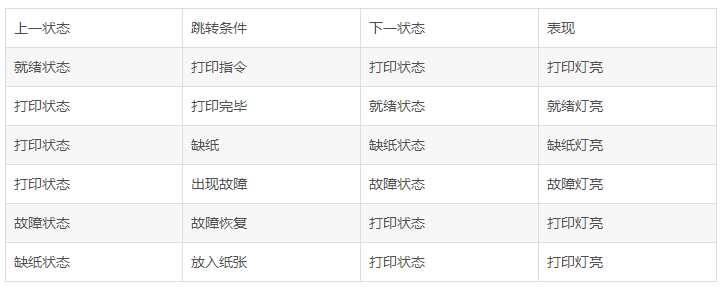 上一状态 跳转条件 下一状态 表现
就绪状态 打印指令 打印状态 打印灯亮
打印状态 打印完毕 就绪状态 就绪灯亮
打印状态 缺纸 缺纸状态 缺纸灯亮
打印状态 出现故障 故障状态 故障灯亮
故障状态 故障恢复 打印状态 打印灯亮
缺纸状态 放入纸张 打印状态 打印灯亮